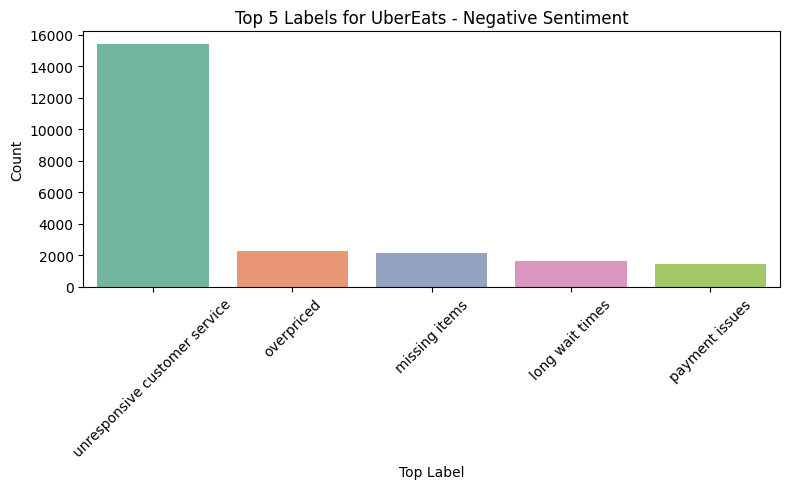 Top 5 Labels for UberEats - Negative Sentiment
Count
16000
14000
12000
10000
8000
6000
4000
2000
0
unresponsive customer service
overpriced
missing items
long wait times
payment issues
Top Label